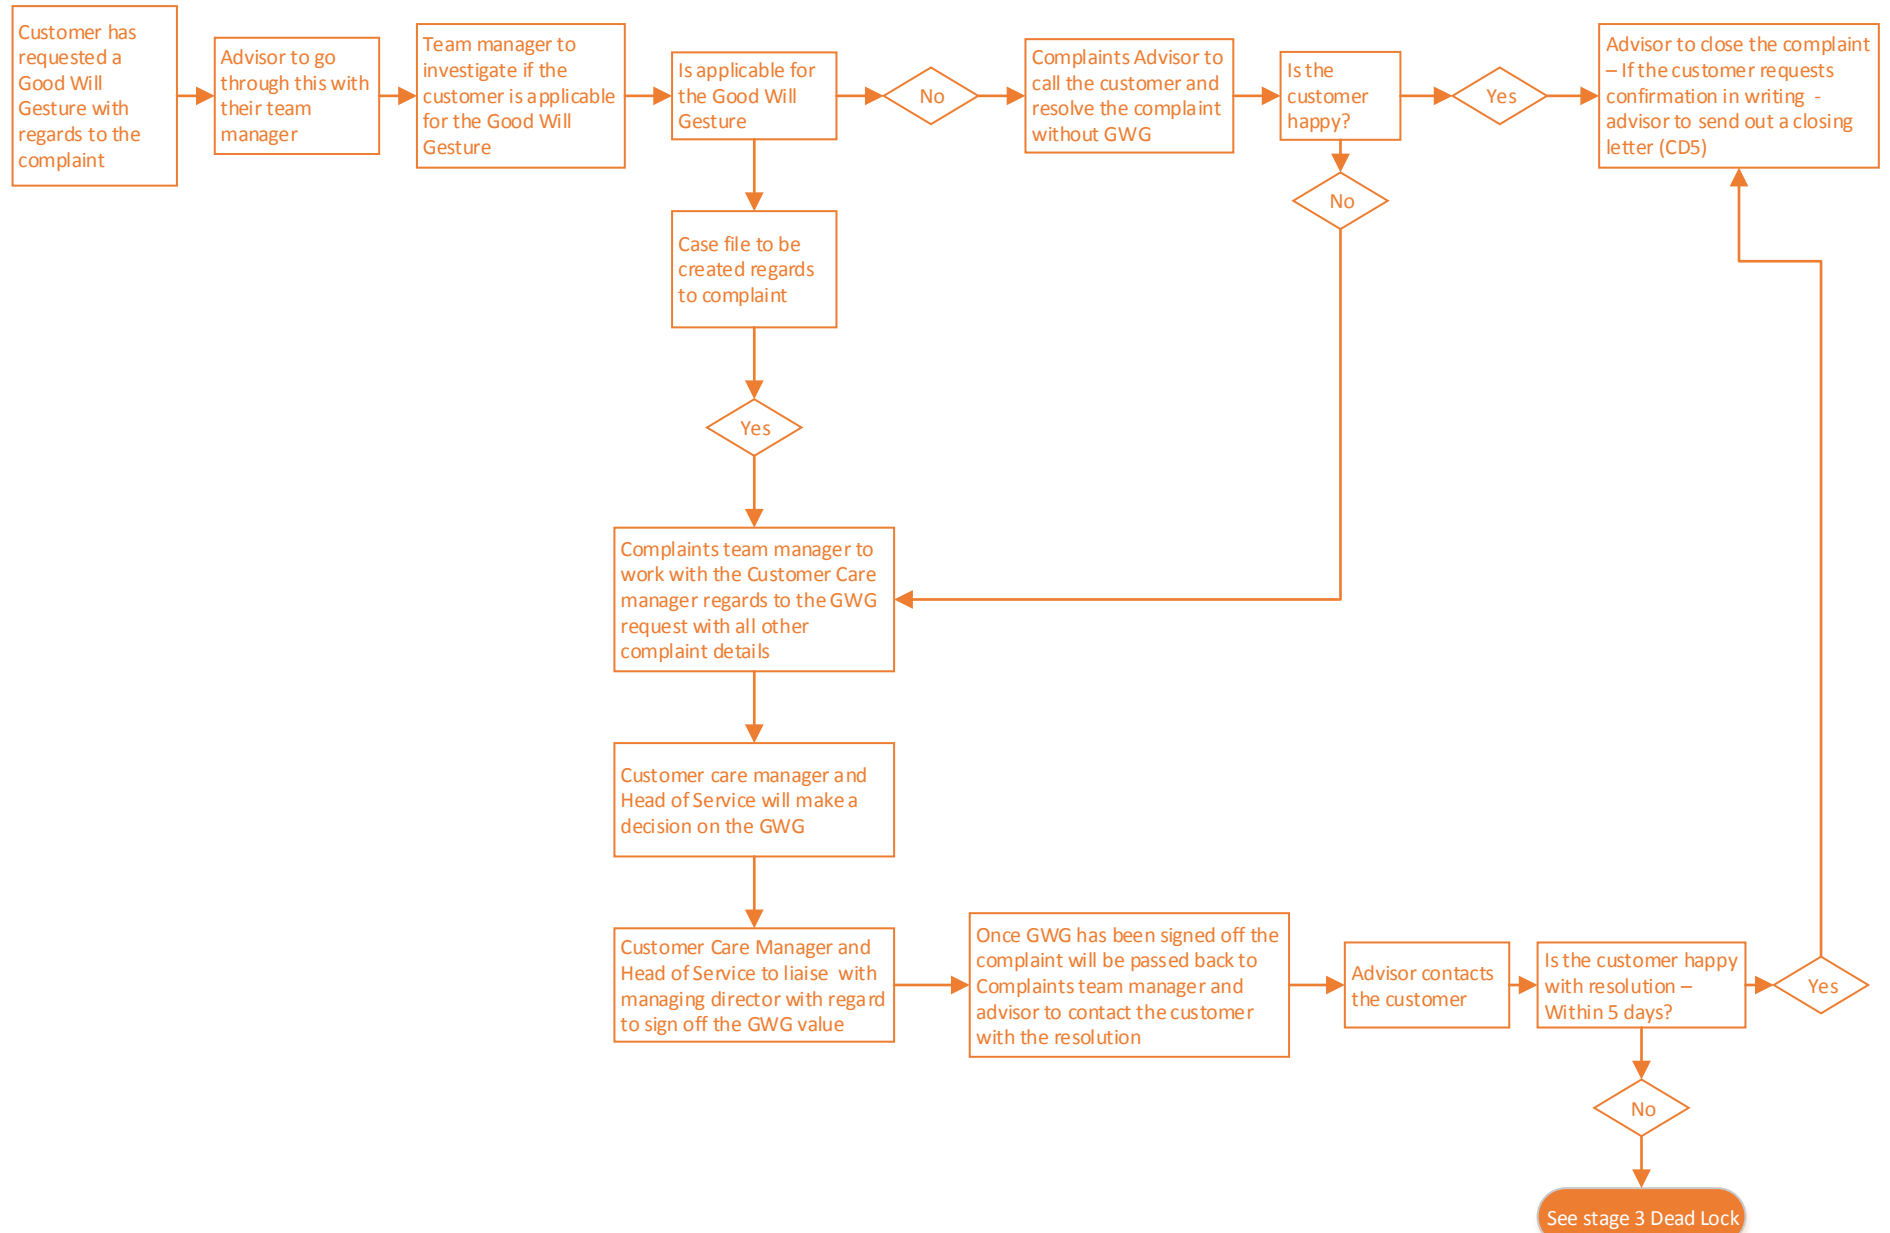 Customer has
requested a
Good Will
Gesture with
regards to the
complaint
Advisor to go
through this with
their team
manager
Team manager to
investigate if the
customer is applicable
for the Good Will
Gesture
Is applicable for
the Good Will
Gesture
No
Complaints Advisor to
call the customer and
resolve the complaint
without GWG
Is the
customer
happy?
Yes
Advisor to close the complaint
– If the customer requests
confirmation in writing -
advisor to send out a closing
letter (CD5)
No
Case file to be
created regards
to complaint
Yes
Complaints team manager to
work with the Customer Care
manager regards to the GWG
request with all other
complaint details
Customer care manager and
Head of Service will make a
decision on the GWG
Customer Care Manager and
Head of Service to liaise with
managing director with regard
to sign off the GWG value
Once GWG has been signed off the
complaint will be passed back to
Complaints team manager and
advisor to contact the customer
with the resolution
Advisor contacts
the customer
Is the customer happy
with resolution –
Within 5 days?
Yes
No
See stage 3 Dead Lock